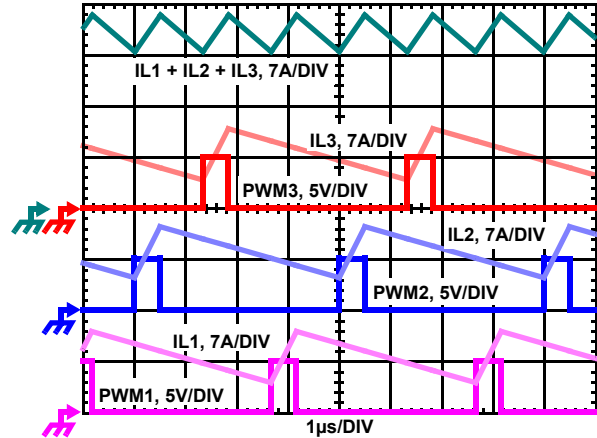 IL1 + IL2 + IL3, 7A/DIV
IL3, 7A/DIV
PWM3, 5V/DIV
IL2, 7A/DIV
PWM2, 5V/DIV
IL1, 7A/DIV
PWM1, 5V/DIV
1µs/DIV